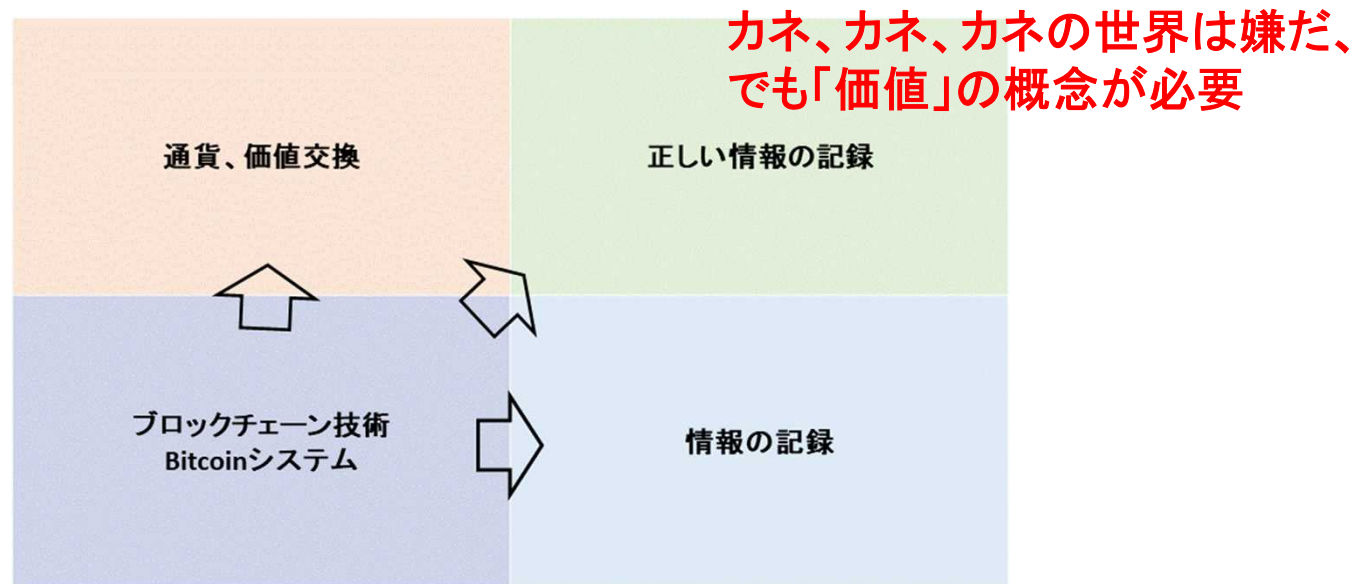 カネ、カネ、カネの世界は嫌だ、
でも「価値」の概念が必要
通貨、価値交換
正しい情報の記録
ブロックチェーン技術
Bitcoinシステム
情報の記録